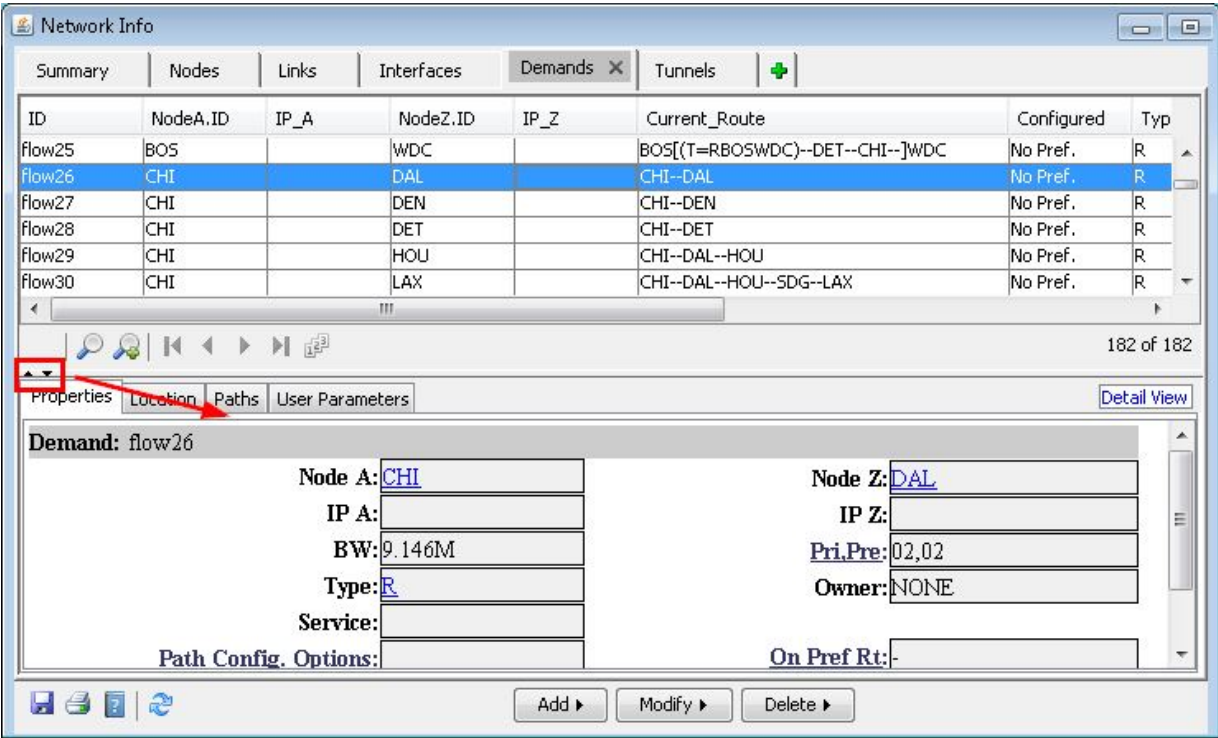 Network Info
Summary Nodes Links Interfaces Demands Tunnels
ID NodeA.ID IP_A NodeZ.ID IP_Z Current_Route Configured Typ
flow25 BOS WDC BOS[(T=RBOSWDC)--DET--CHI--]WDC No Pref. R
flow26 CHI DAL CHI--DAL No Pref. R
flow27 CHI DEN CHI--DEN No Pref. R
flow28 CHI DET CHI--DET No Pref. R
flow29 CHI HOU CHI--DAL--HOU No Pref. R
flow30 CHI LAX CHI--DAL--HOU--SDG--LAX No Pref. R
182 of 182
Properties Location Paths User Parameters Detail View
Demand: flow26
Node A: CHI Node Z: DAL
IP A: IP Z:
BW: 9.146M Pri,Pre: 02,02
Type: R Owner: NONE
Service:
Path Config. Options: On Pref Rt: -
Add Modify Delete